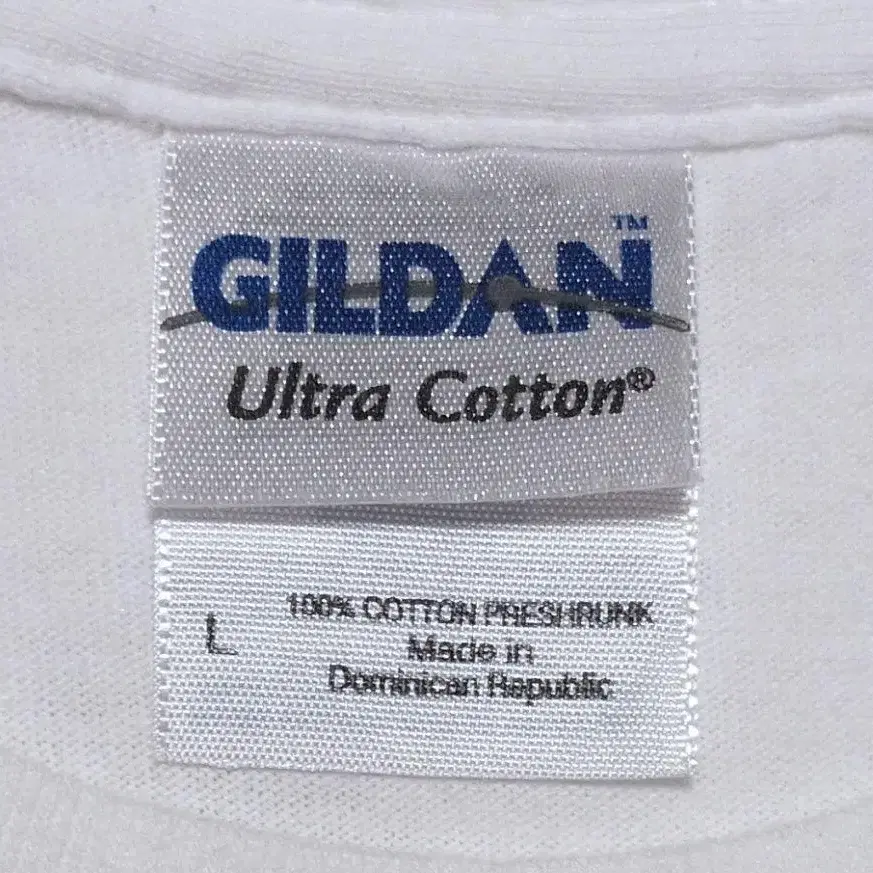 GILDAN™
Ultra Cotton®
L
100% COTTON PRESHRUNK
Made in
Dominican Republic